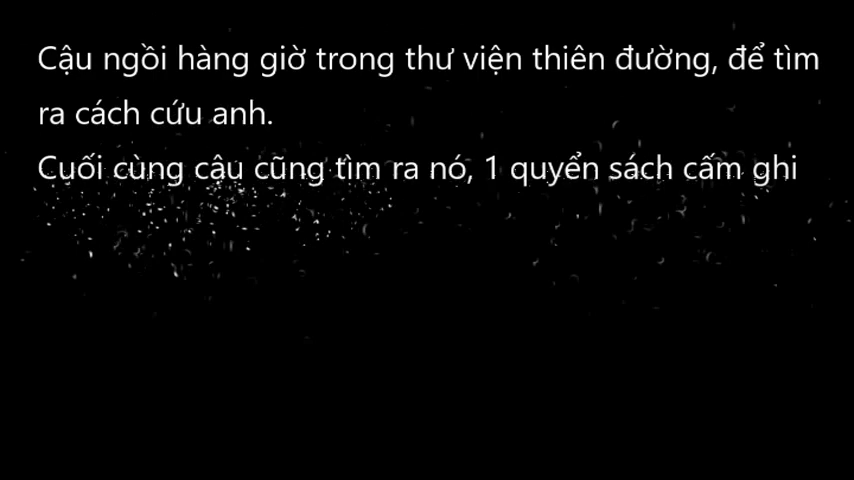 Cậu ngồi hàng giờ trong thư viện thiên đường, để tìm
ra cách cứu anh.
Cuối cùng câu cũng tìm ra nó, 1 quyển sách cấm ghi